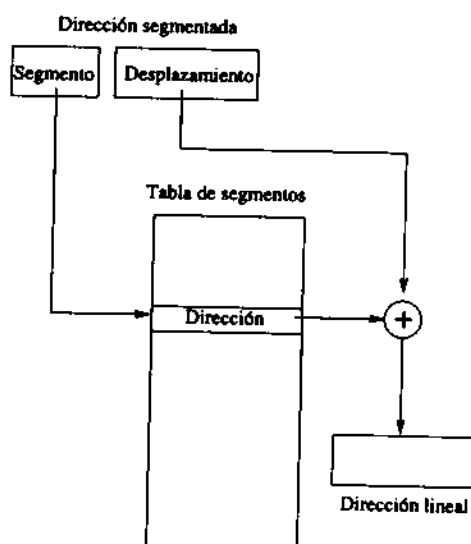 Dirección segmentada
Segmento
Desplazamiento
Tabla de segmentos
Dirección
+
Dirección lineal